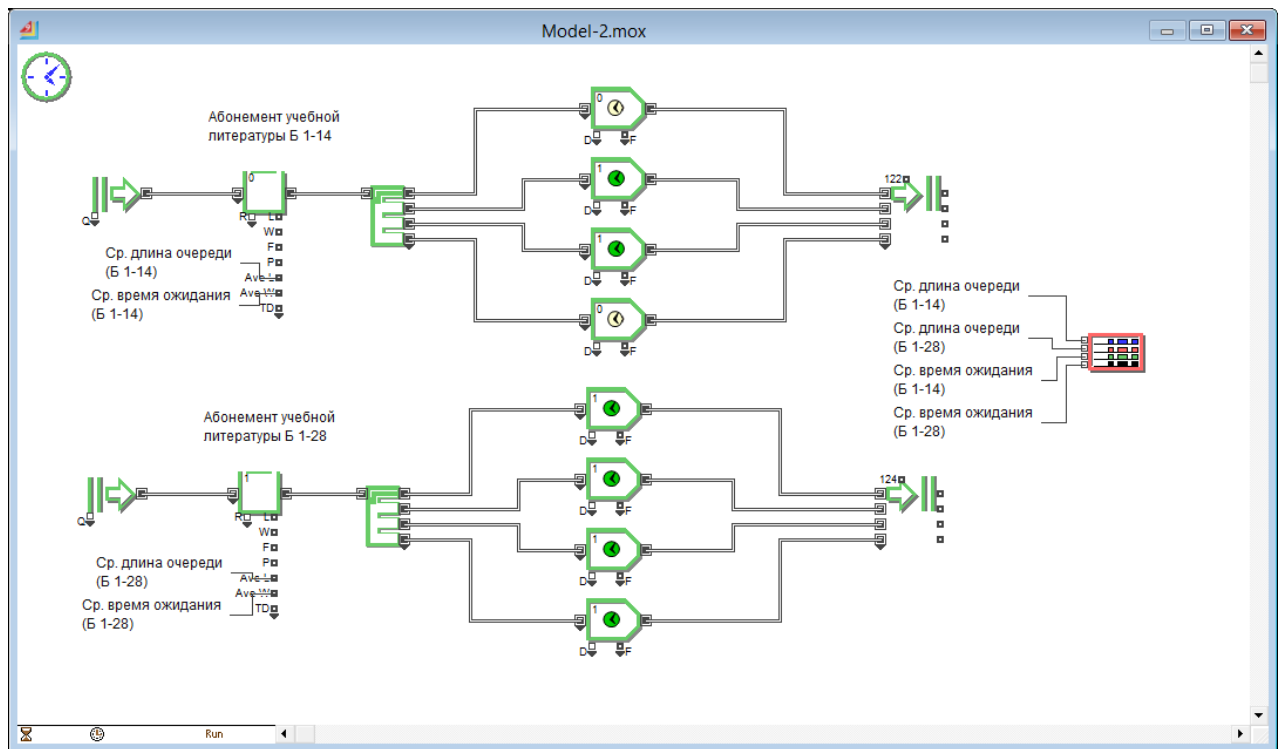 Model-2.mox
Абонемент учебной
литературы Б 1-14
0
Q
R
L
W
F
P
Ave L
Ave W
TD
Ср. длина очереди
(Б 1-14)
Ср. время ожидания
(Б 1-14)
0
D
F
1
D
F
1
D
F
0
D
F
122
Ср. длина очереди
(Б 1-14)
Ср. длина очереди
(Б 1-28)
Ср. время ожидания
(Б 1-14)
Ср. время ожидания
(Б 1-28)
Абонемент учебной
литературы Б 1-28
1
Q
R
L
W
F
P
Ave L
Ave W
TD
Ср. длина очереди
(Б 1-28)
Ср. время ожидания
(Б 1-28)
1
D
F
1
D
F
1
D
F
1
D
F
124
Run